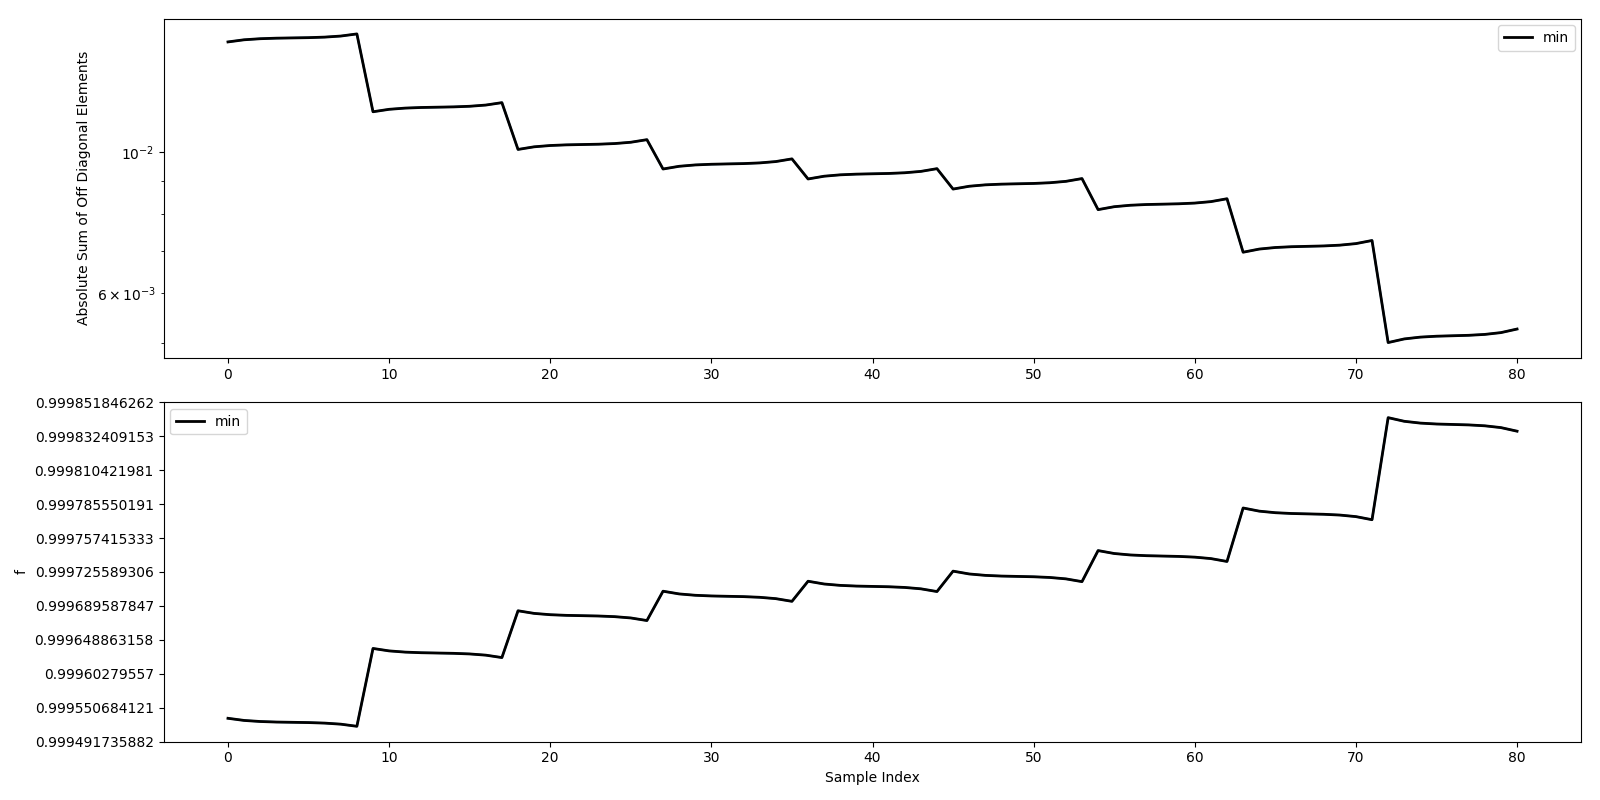 Absolute Sum of Off Diagonal Elements
10⁻²
6 × 10⁻³
min
0 10 20 30 40 50 60 70 80
f
0.999851846262
0.999832409153
0.999810421981
0.999785550191
0.999757415333
0.999725589306
0.999689587847
0.999648863158
0.99960279557
0.999550684121
0.999491735882
min
0 10 20 30 40 50 60 70 80
Sample Index